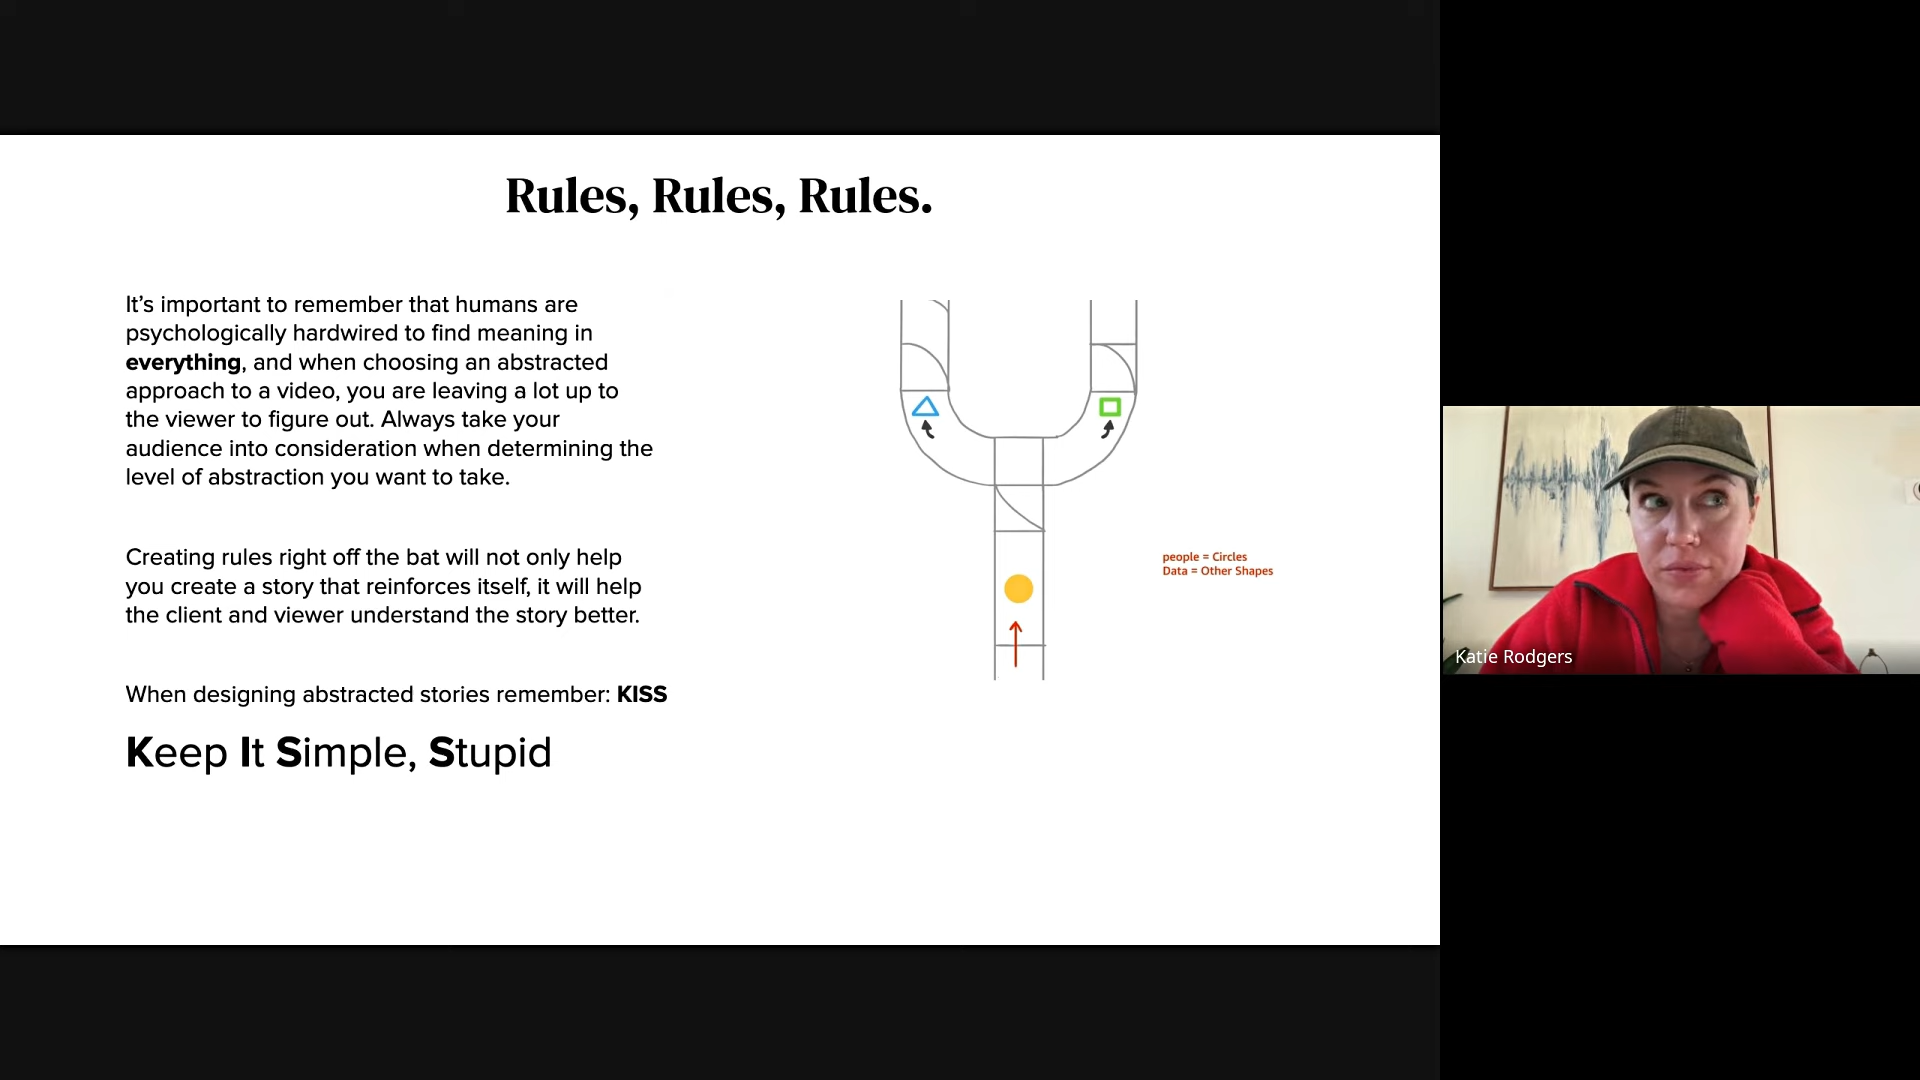 Rules, Rules, Rules.
It’s important to remember that humans are
psychologically hardwired to find meaning in
everything, and when choosing an abstracted
approach to a video, you are leaving a lot up to
the viewer to figure out. Always take your
audience into consideration when determining the
level of abstraction you want to take.
Creating rules right off the bat will not only help
you create a story that reinforces itself, it will help
the client and viewer understand the story better.
When designing abstracted stories remember: KISS
Keep It Simple, Stupid
people = Circles
Data = Other Shapes
Katie Rodgers